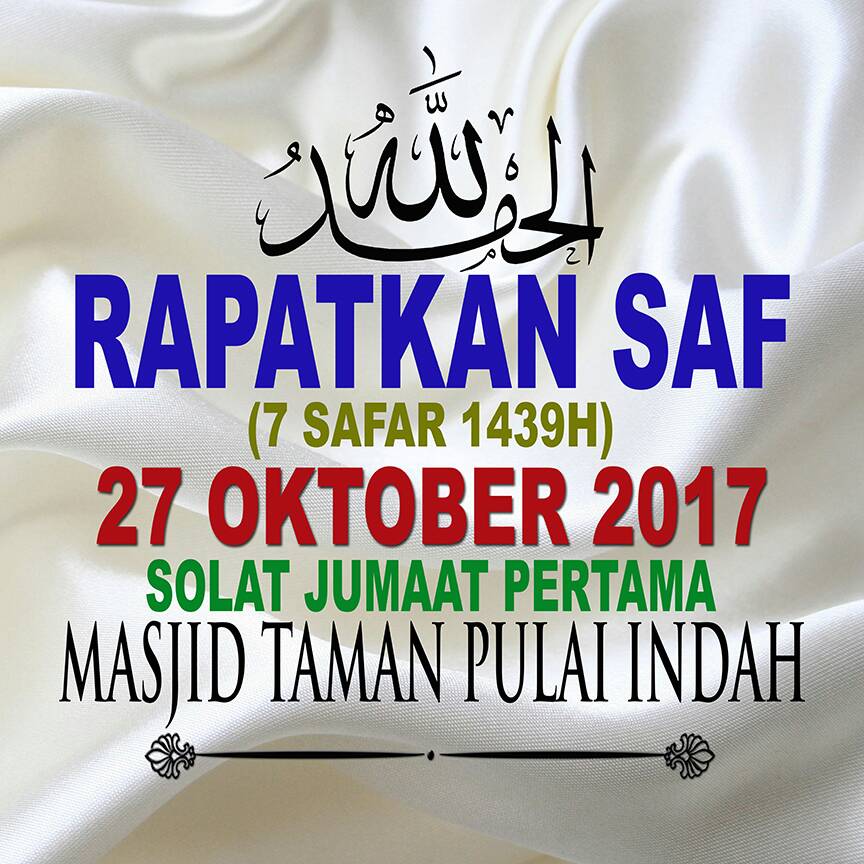 الحمد لله
RAPATKAN SAF
(7 SAFAR 1439H)
27 OKTOBER 2017
SOLAT JUMAAT PERTAMA
MASJID TAMAN PULAI INDAH